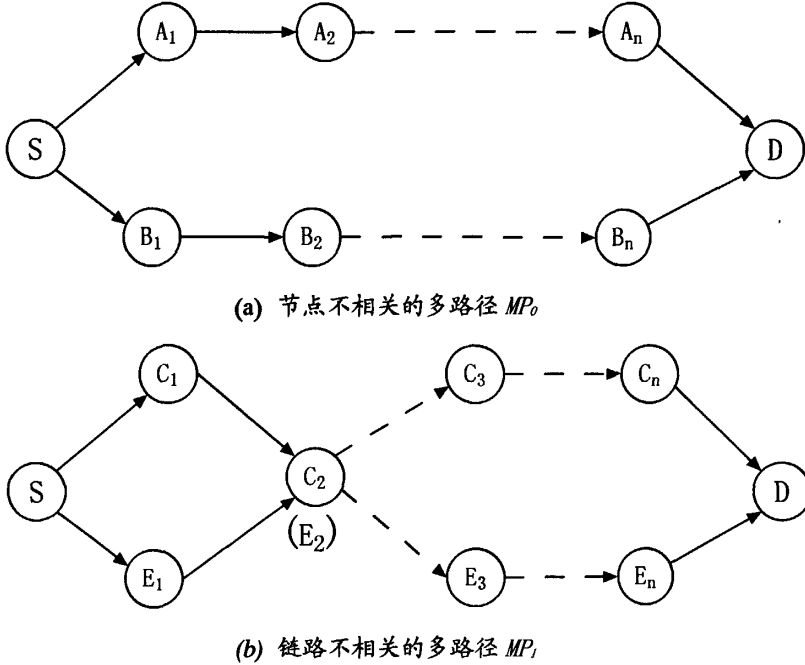 A₁ A₂ Aₙ
S D
B₁ B₂ Bₙ
(a) 节点不相关的多路径 MP₀
C₁ C₃ Cₙ
S C₂ D
(E₂)
E₁ E₃ Eₙ
(b) 链路不相关的多路径 MP₁